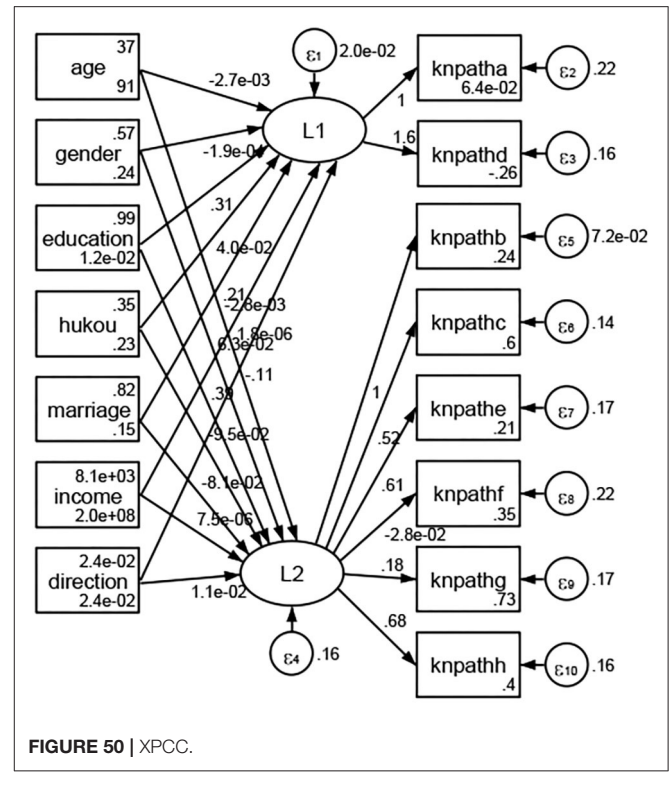 37
age
91
.57
gender
.24
.99
education
1.2e-02
.35
hukou
.23
.82
marriage
.15
8.1e+03
income
2.0e+08
2.4e-02
direction
2.4e-02
ε1
2.0e-02
L1
-2.7e-03
-1.9e-04
.31
4.0e-02
.21
-2.8e-03
1.8e-06
6.3e-02
-.11
.39
-9.5e-02
-8.1e-02
7.5e-06
1.1e-02
L2
ε4
.16
1
1.6
1
.52
.61
-2.8e-02
.18
.68
knpatha
6.4e-02
ε2
.22
knpathd
-.26
ε3
.16
knpathb
.24
ε5
7.2e-02
knpathc
.6
ε6
.14
knpathe
.21
ε7
.17
knpathf
.35
ε8
.22
knpathg
.73
ε9
.17
knpathh
.4
ε10
.16
FIGURE 50 | XPCC.